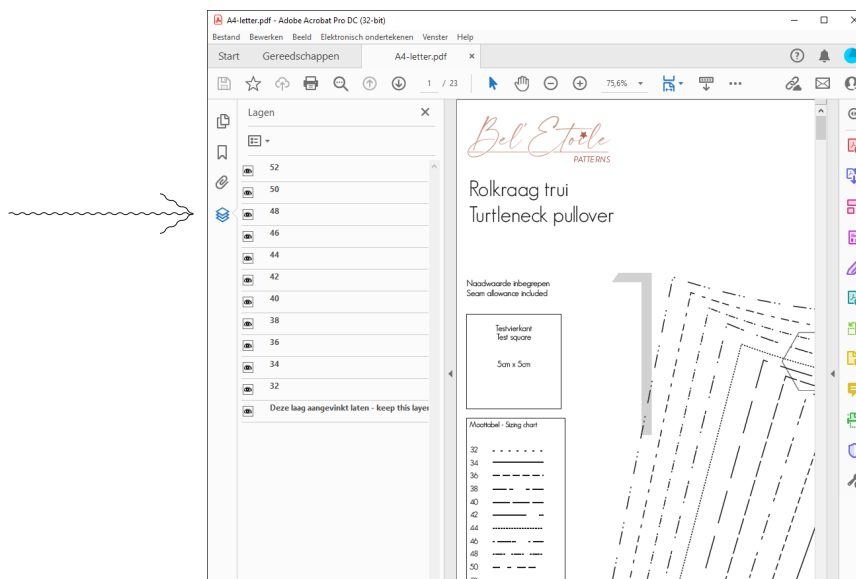 A4-letter.pdf - Adobe Acrobat Pro DC (32-bit)
Bestand Bewerken Beeld Elektronisch ondertekenen Venster Help
Start Gereedschappen A4-letter.pdf
1 / 23 75,6%
Lagen
52
50
48
46
44
42
40
38
36
34
32
Deze laag aangevinkt laten - keep this layer
Bel' Etoile
PATTERNS
Rolkraag trui
Turtleneck pullover
Naadwaarde inbegrepen
Seam allowance included
1
Testvierkant
Test square
5cm x 5cm
Maattabel - Sizing chart
32
34
36
38
40
42
44
46
48
50